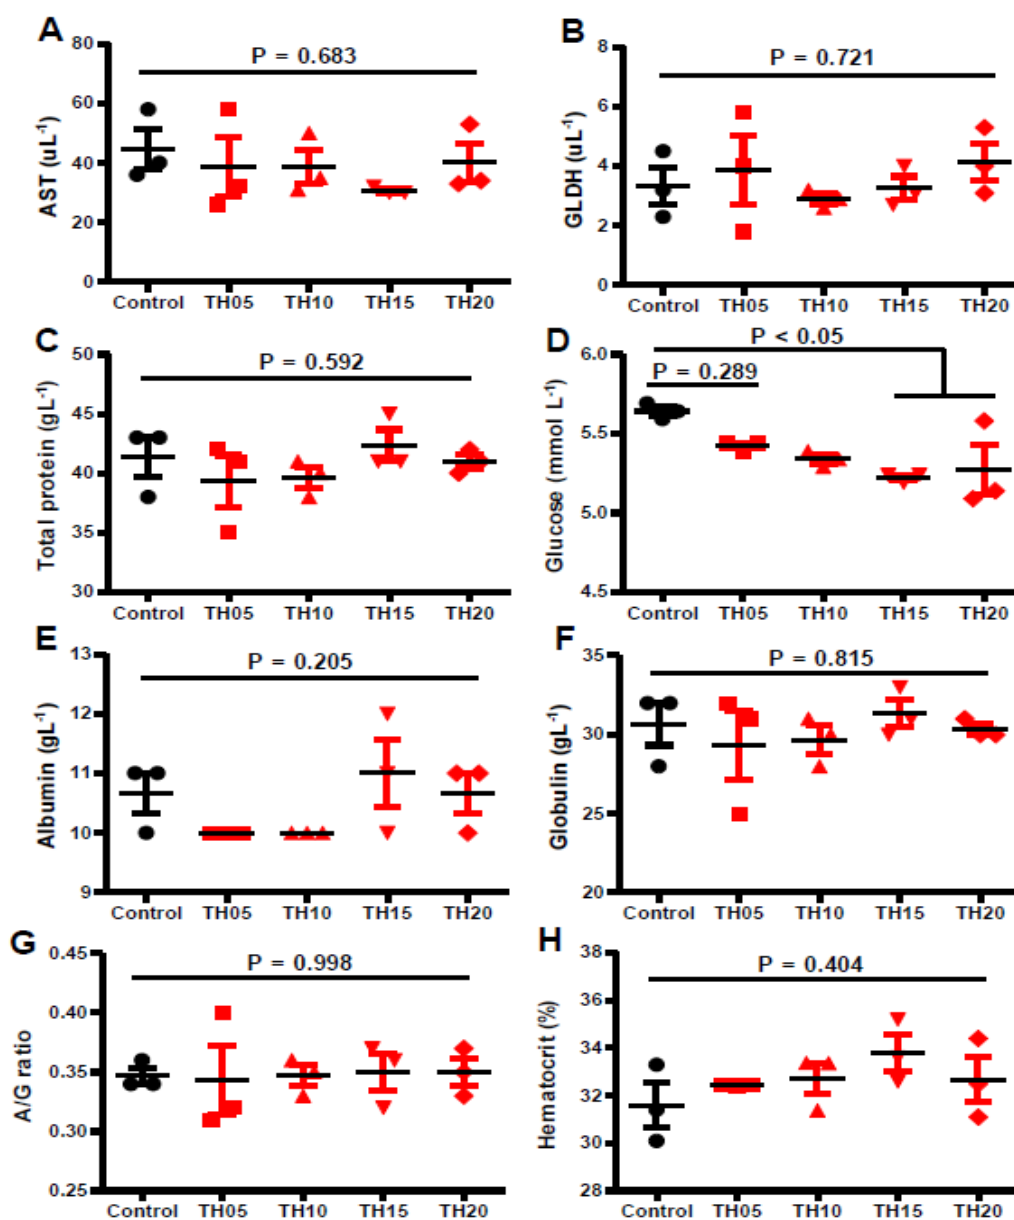 A
AST (uL-1)
80
60
40
20
0
P = 0.683
Control TH05 TH10 TH15 TH20
B
GLDH (uL-1)
8
6
4
2
0
P = 0.721
Control TH05 TH10 TH15 TH20
C
Total protein (gL-1)
50
45
40
35
30
P = 0.592
Control TH05 TH10 TH15 TH20
D
Glucose (mmol L-1)
6.0
5.5
5.0
4.5
P < 0.05
P = 0.289
Control TH05 TH10 TH15 TH20
E
Albumin (gL-1)
13
12
11
10
9
P = 0.205
Control TH05 TH10 TH15 TH20
F
Globulin (gL-1)
35
30
25
20
P = 0.815
Control TH05 TH10 TH15 TH20
G
A/G ratio
0.45
0.40
0.35
0.30
0.25
P = 0.998
Control TH05 TH10 TH15 TH20
H
Hematocrit (%)
38
36
34
32
30
28
P = 0.404
Control TH05 TH10 TH15 TH20